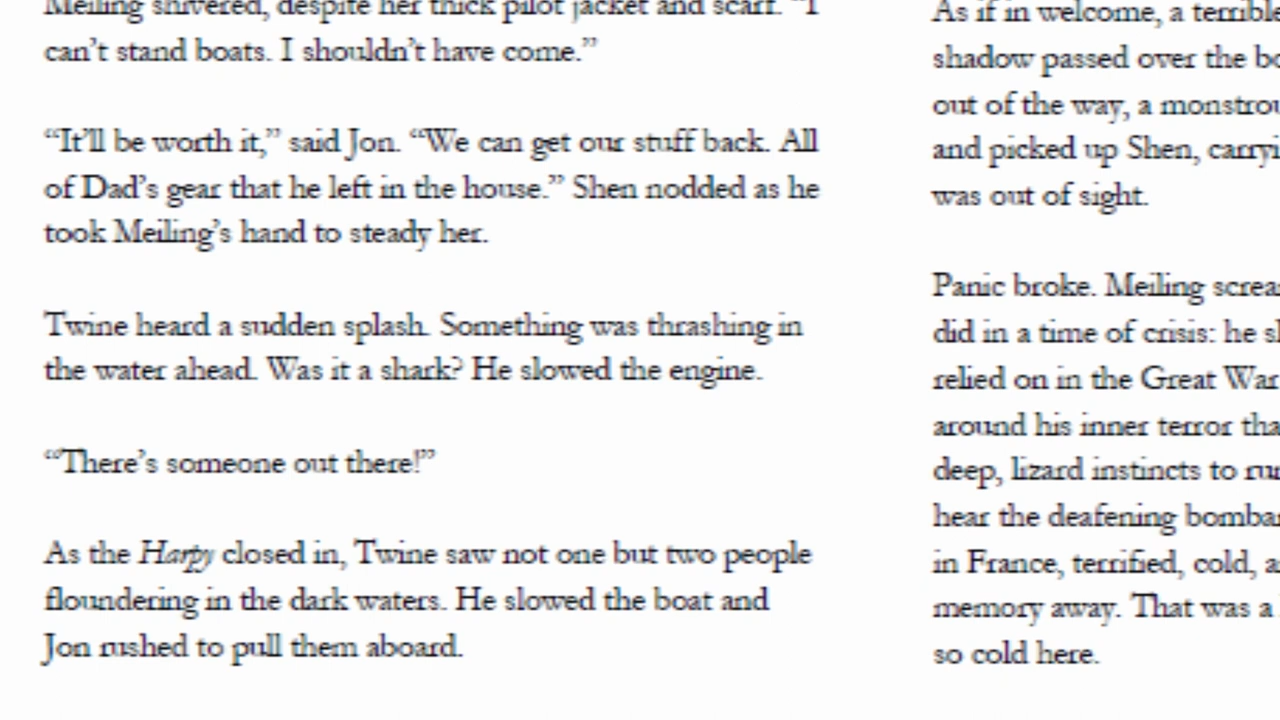 Meiling shivered, despite her thick pilot jacket and scarf. “I
can’t stand boats. I shouldn’t have come.”
“It’ll be worth it,” said Jon. “We can get our stuff back. All
of Dad’s gear that he left in the house.” Shen nodded as he
took Meiling’s hand to steady her.
Twine heard a sudden splash. Something was thrashing in
the water ahead. Was it a shark? He slowed the engine.
“There’s someone out there!”
As the Harpy closed in, Twine saw not one but two people
floundering in the dark waters. He slowed the boat and
Jon rushed to pull them aboard.
As if in welcome, a terrible
shadow passed over the
out of the way, a
and picked up Shen,
was out of sight.
Panic broke. Meiling
did in a time of crisis: he
relied on in the Great War
around his inner terror
deep, lizard instincts to
hear the deafening
in France, terrified, cold,
memory away. That was a
so cold here.